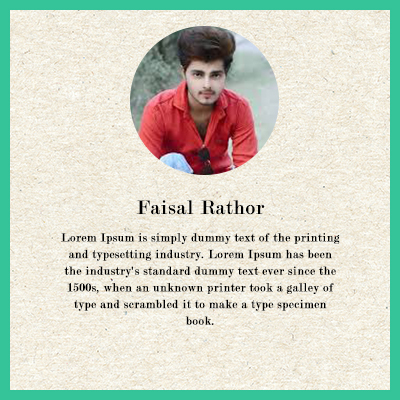 Faisal Rathor
Lorem Ipsum is simply dummy text of the printing
and typesetting industry. Lorem Ipsum has been
the industry's standard dummy text ever since the
1500s, when an unknown printer took a galley of
type and scrambled it to make a type specimen
book.